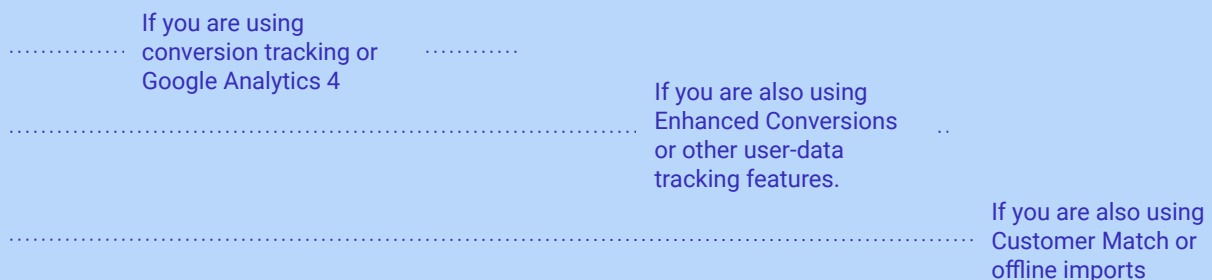 If you are using
conversion tracking or
Google Analytics 4
If you are also using
Enhanced Conversions
or other user-data
tracking features.
If you are also using
Customer Match or
offline imports